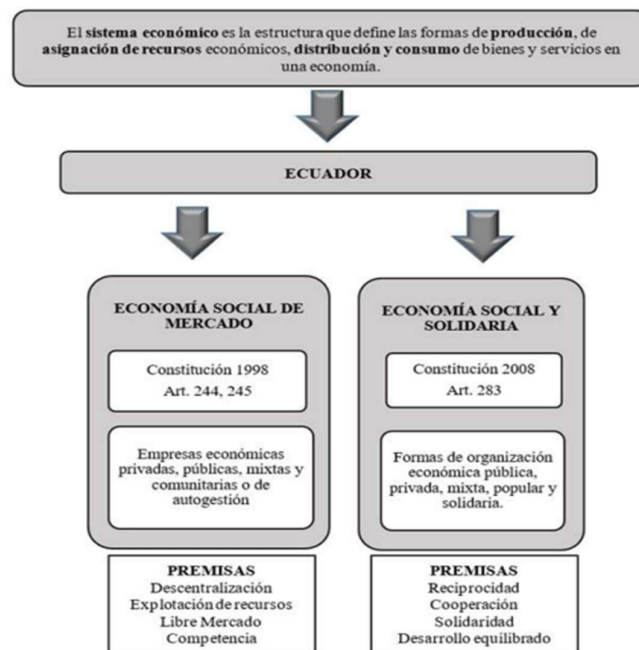 El sistema económico es la estructura que define las formas de producción, de
asignación de recursos económicos, distribución y consumo de bienes y servicios en
una economía.
ECUADOR
ECONOMÍA SOCIAL DE
MERCADO
Constitución 1998
Art. 244, 245
Empresas económicas
privadas, públicas, mixtas y
comunitarias o de
autogestión
PREMISAS
Descentralización
Explotación de recursos
Libre Mercado
Competencia
ECONOMÍA SOCIAL Y
SOLIDARIA
Constitución 2008
Art. 283
Formas de organización
económica pública,
privada, mixta, popular y
solidaria.
PREMISAS
Reciprocidad
Cooperación
Solidaridad
Desarrollo equilibrado